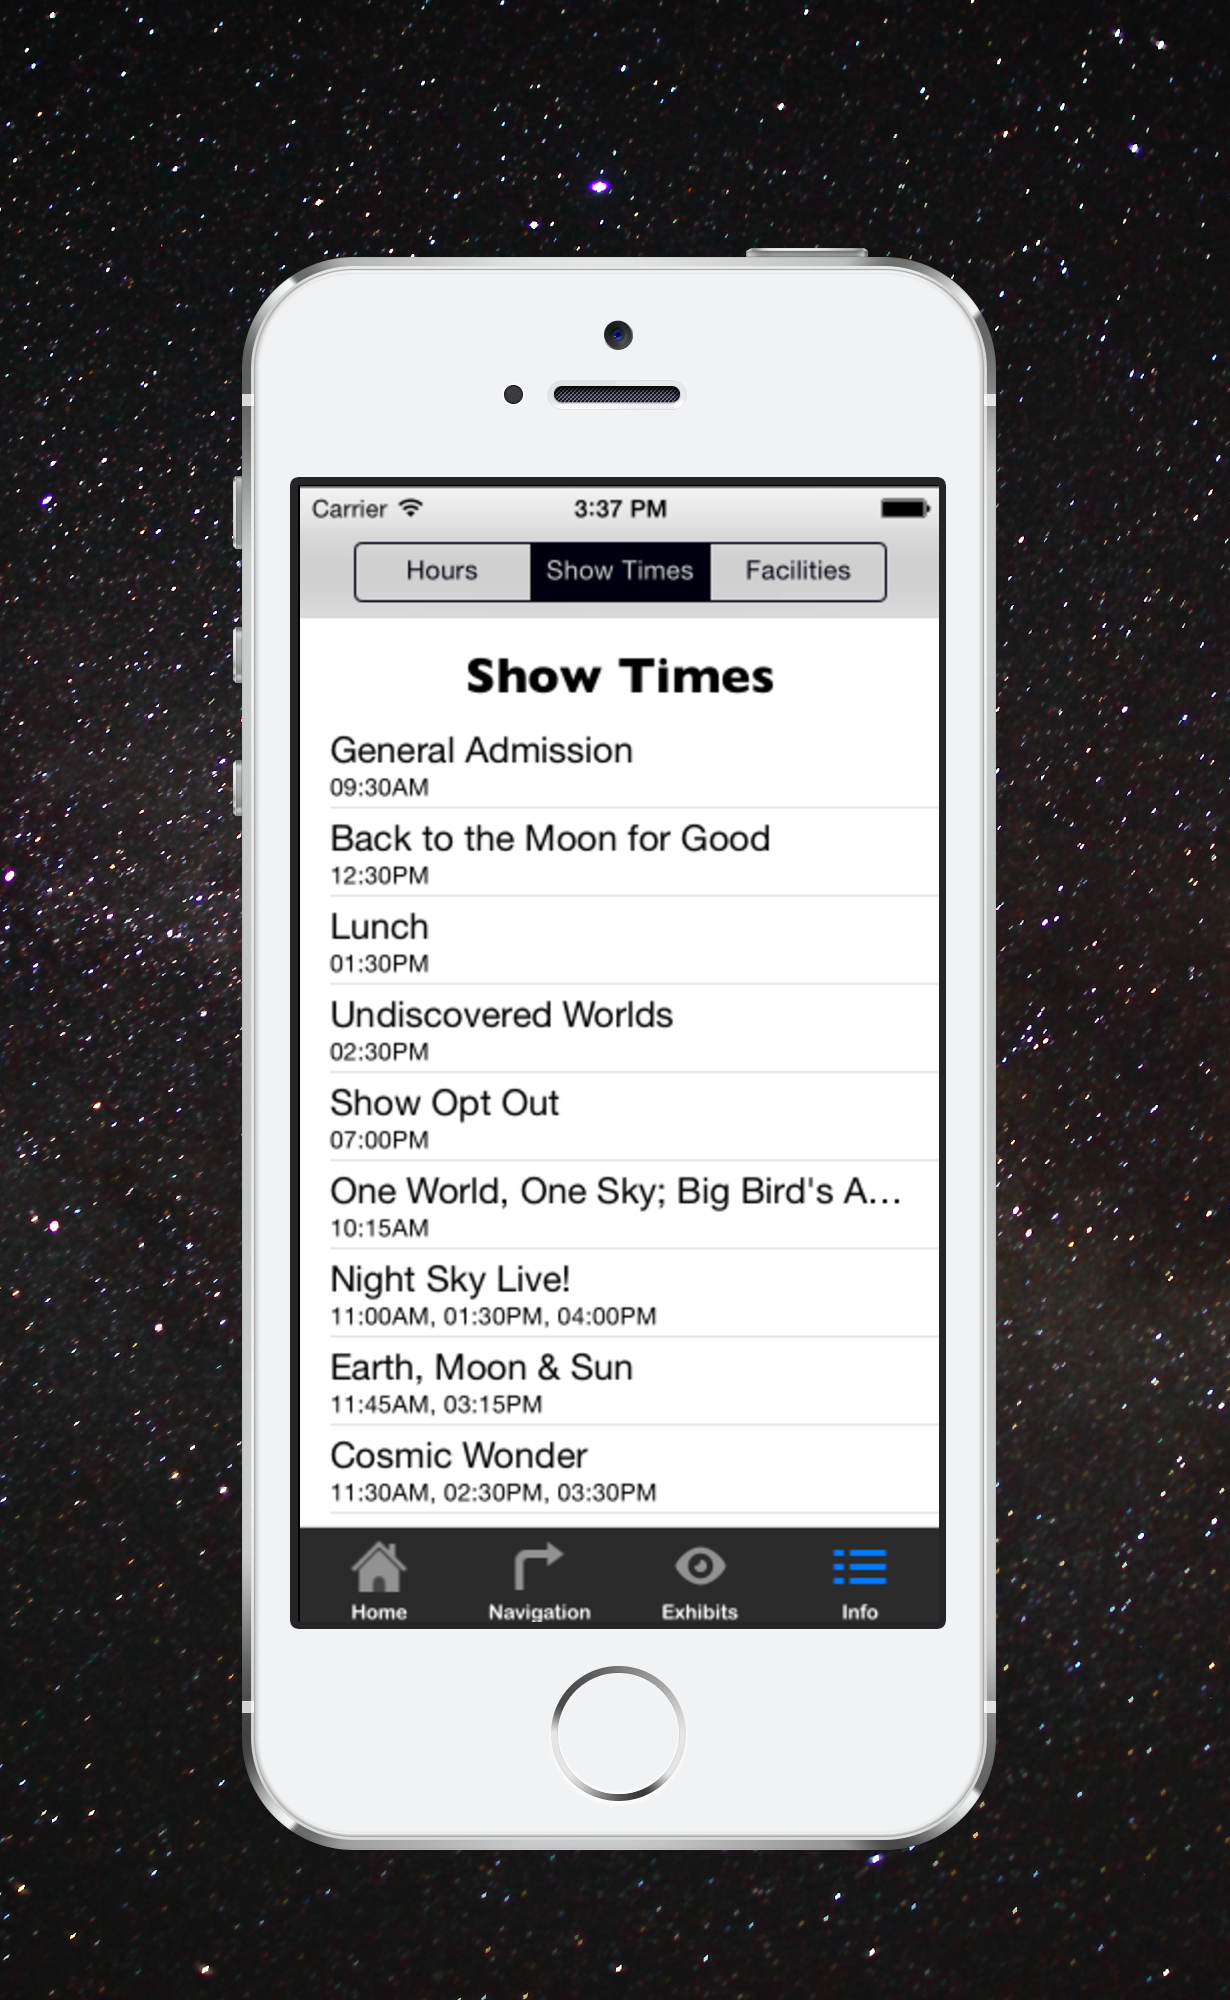 Carrier 3:37 PM
Hours Show Times Facilities
Show Times
General Admission
09:30AM
Back to the Moon for Good
12:30PM
Lunch
01:30PM
Undiscovered Worlds
02:30PM
Show Opt Out
07:00PM
One World, One Sky; Big Bird's A...
10:15AM
Night Sky Live!
11:00AM, 01:30PM, 04:00PM
Earth, Moon & Sun
11:45AM, 03:15PM
Cosmic Wonder
11:30AM, 02:30PM, 03:30PM
Home Navigation Exhibits Info